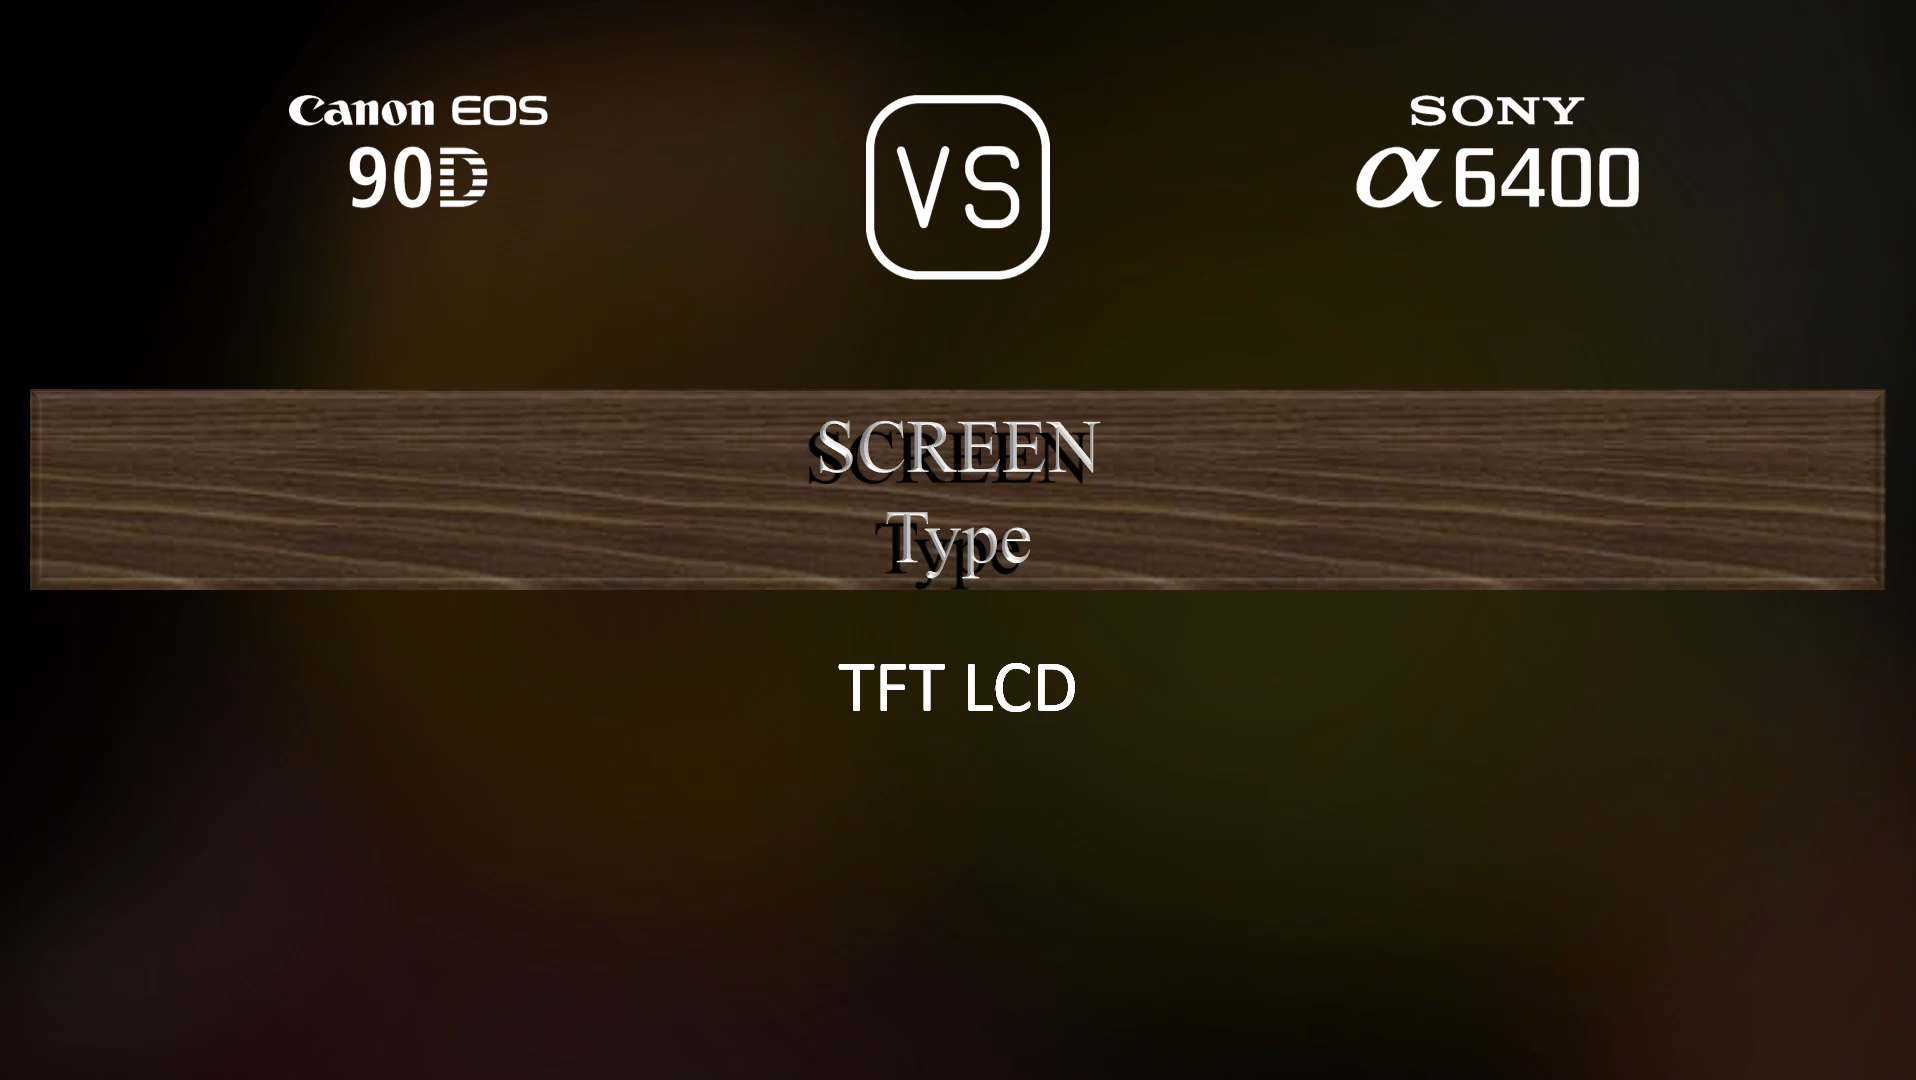 Canon EOS
90D
VS
SONY
α6400
SCREEN
Type
TFT LCD